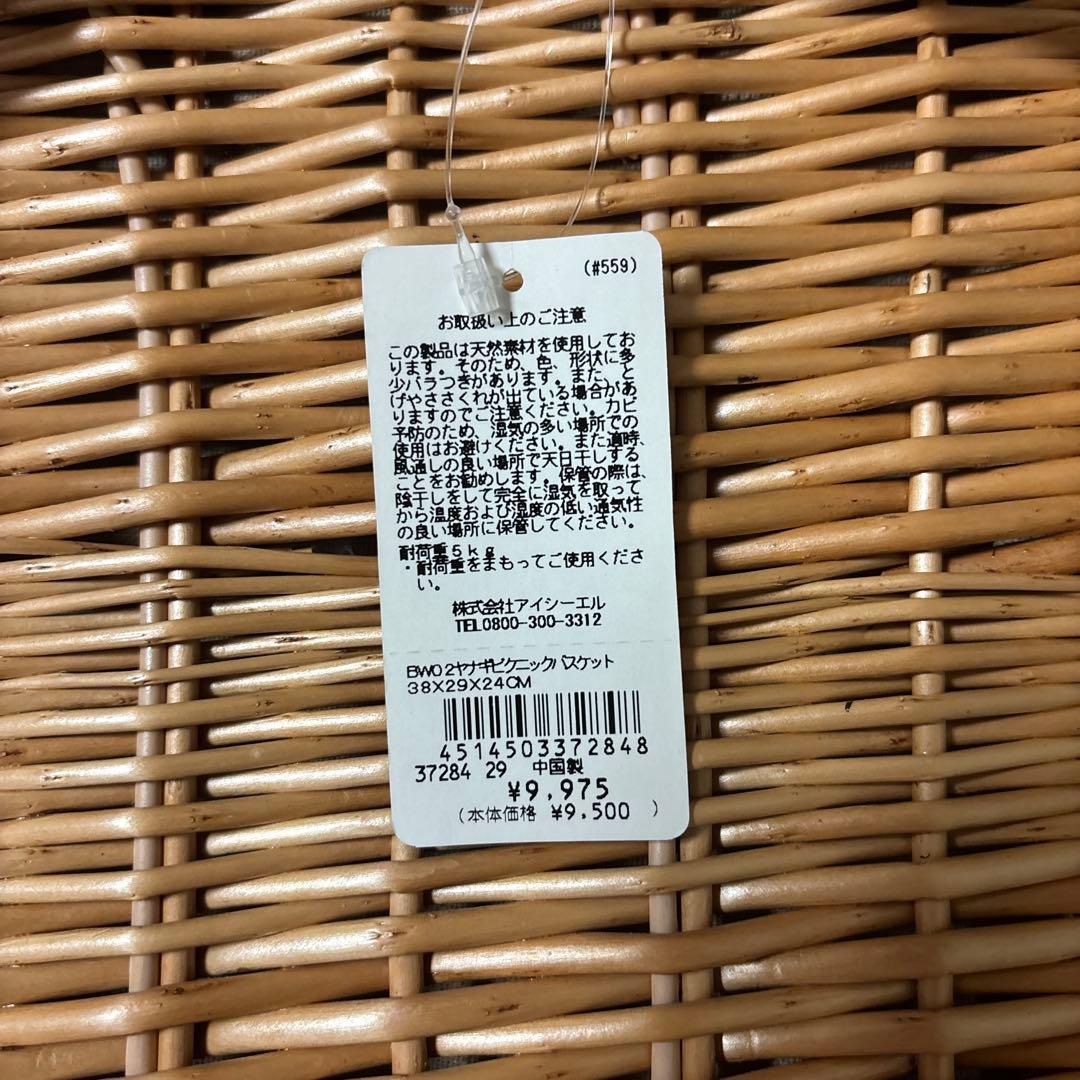 (#559)
お取扱い上のご注意
この製品は天然素材を使用してお
ります。そのため、色、形状に多
少バラつきがあります。また、と
げやささくれが出ている場合があ
りますのでご注意ください。カビ
予防のため、湿気の多い場所での
使用はお避けください。また適時、
風通しの良い場所で天日干しする
ことをお勧めします。保管の際は、
陰干しをして完全に湿気を取って
から温度および湿度の低い通気性
の良い場所に保管してください。
耐荷重5kg
・耐荷重をまもってご使用くださ
い。
株式会社アイシーエル
TEL0800-300-3312
BW02ヤナギピクニックバスケット
38X29X24CM
4514503372848
37284 29 中国製
¥9,975
(本体価格 ¥9,500 )